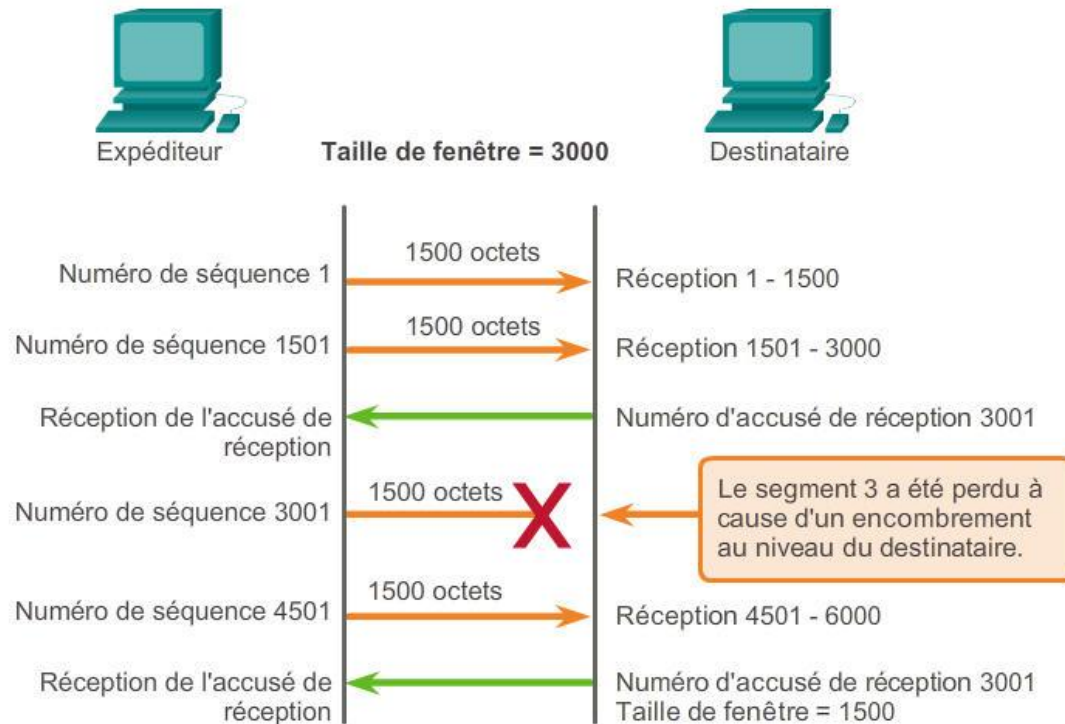 Expéditeur
Taille de fenêtre = 3000
Destinataire
1500 octets
Numéro de séquence 1
Réception 1 - 1500
1500 octets
Numéro de séquence 1501
Réception 1501 - 3000
Réception de l'accusé de
réception
Numéro d'accusé de réception 3001
1500 octets
Numéro de séquence 3001
X
Le segment 3 a été perdu à
cause d'un encombrement
au niveau du destinataire.
1500 octets
Numéro de séquence 4501
Réception 4501 - 6000
Réception de l'accusé de
réception
Numéro d'accusé de réception 3001
Taille de fenêtre = 1500